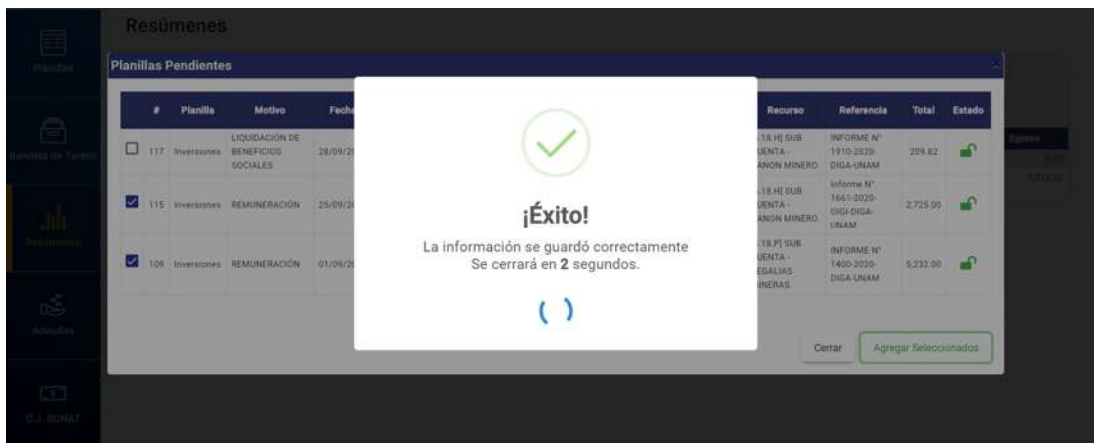 Resúmenes
Planillas
Planillas Pendientes
# Planilla Motivo Fecha Recurso Referencia Total Estado
LIQUIDACIÓN DE BENEFICIOS SOCIALES
117 Inversiones 28/09/20
.18.H] SUB
UENTA -
ANON MINERO
INFORME N°
1910-2020-
DIGA-UNAM
209.82
115 Inversiones REMUNERACIÓN 25/09/20
.18.H] SUB
UENTA -
ANON MINERO
Informe N°
1661-2020-
DIGI-DIGA-
UNAM
2,725.00
109 Inversiones REMUNERACIÓN 01/09/20
.18.P] SUB
UENTA -
EGALIAS
INERAS
INFORME N°
1400-2020-
DIGA-UNAM
5,232.00
¡Éxito!
La información se guardó correctamente
Se cerrará en 2 segundos.
Cerrar Agregar Seleccionados
Bandeja de Tareas
Resúmenes
Adeudas
D.J. SUNAT
Egreso